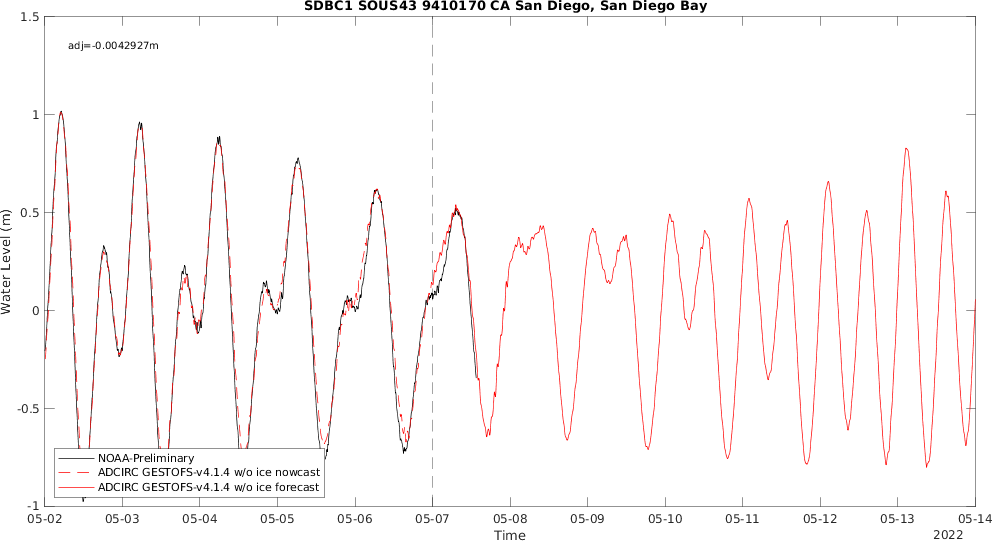 SDBC1 SOUS43 9410170 CA San Diego, San Diego Bay
adj=-0.0042927m
Water Level (m)
1.5
1
0.5
0
-0.5
-1
NOAA-Preliminary
ADCIRC GESTOFS-v4.1.4 w/o ice nowcast
ADCIRC GESTOFS-v4.1.4 w/o ice forecast
05-02 05-03 05-04 05-05 05-06 05-07 05-08 05-09 05-10 05-11 05-12 05-13 05-14
Time
2022